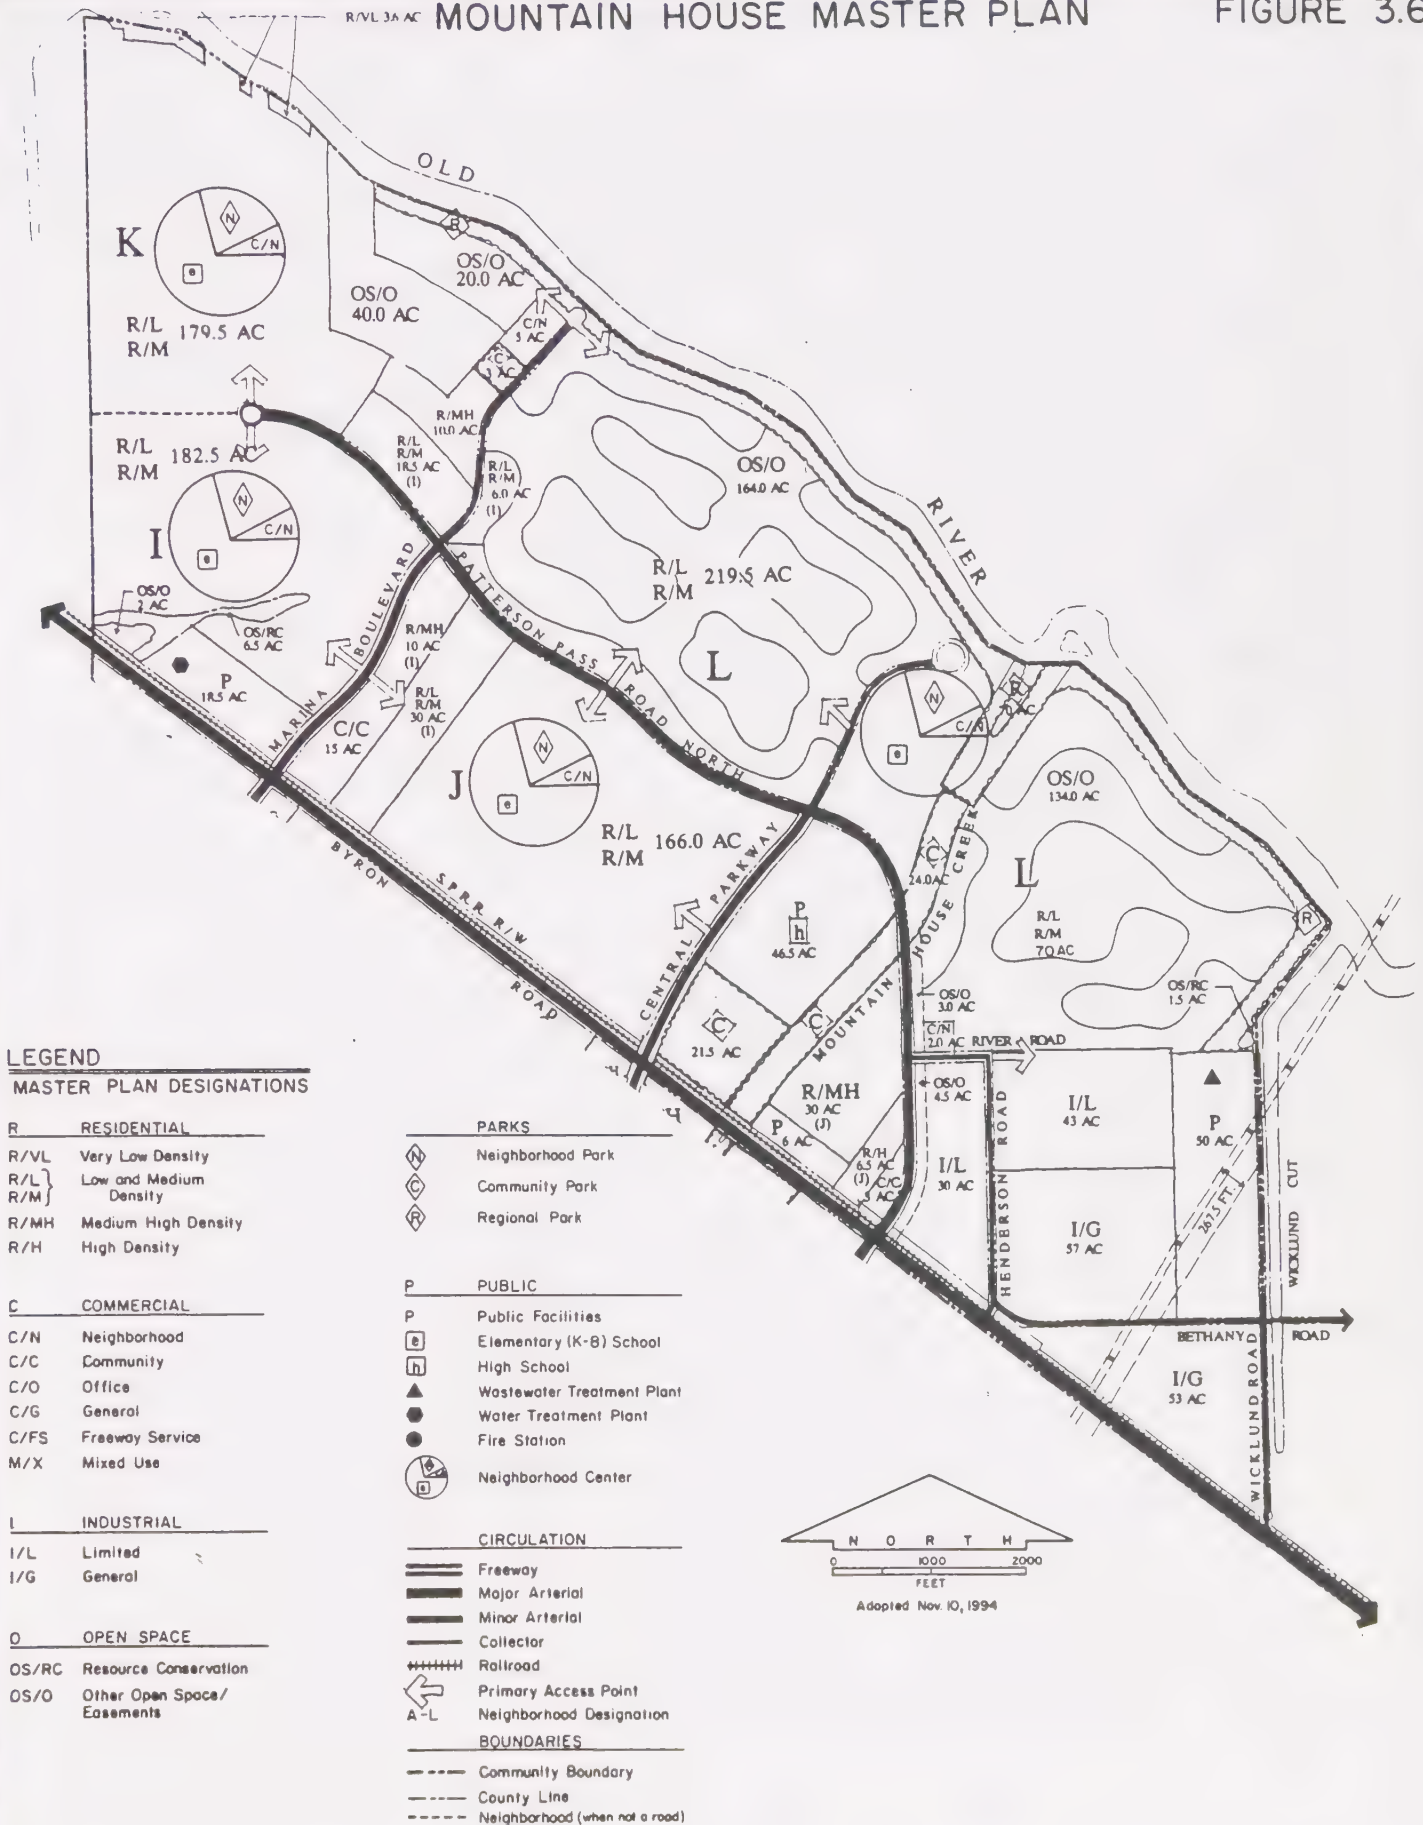 R/VL 3.6 AC MOUNTAIN HOUSE MASTER PLAN FIGURE 3.6
OLD
RIVER
K
N
C/N
e
R/L
R/M 179.5 AC
OS/O
40.0 AC
R
OS/O
20.0 AC
C/N
5 AC
C
3 AC
R/MH
10.0 AC
R/L
R/M
18.5 AC
(I)
R/L
R/M
6.0 AC
(I)
R/L
R/M 182.5 AC
I
N
C/N
e
OS/O
2 AC
OS/RC
6.5 AC
P
18.5 AC
MARINA BOULEVARD
R/MH
10 AC
(I)
R/L
R/M
30 AC
(I)
C/C
15 AC
PATTERSON PASS ROAD NORTH
OS/O
164.0 AC
R/L
R/M 219.5 AC
L
N
C/N
e
R
J
N
C/N
e
R/L
R/M 166.0 AC
BYRON ROAD
SPRR R/W
CENTRAL PARKWAY
P
h
46.5 AC
C
21.5 AC
C
C
24.0 AC
MOUNTAIN HOUSE CREEK
OS/O
134.0 AC
L
R/L
R/M
70 AC
R
OS/RC
1.5 AC
OS/O
3.0 AC
C/N
2.0 AC
RIVER ROAD
OS/O
4.5 AC
R/MH
30 AC
(J)
P
6 AC
R/H
6.5 AC
(J)
C/C
I/L
30 AC
HENDERSON ROAD
I/L
43 AC
P
50 AC
I/G
57 AC
267.5 FT.
WICKLUND CUT
BETHANY ROAD
I/G
53 AC
WICKLUND ROAD
LEGEND
MASTER PLAN DESIGNATIONS
R RESIDENTIAL
R/VL Very Low Density
R/L Low and Medium
R/M Density
R/MH Medium High Density
R/H High Density
C COMMERCIAL
C/N Neighborhood
C/C Community
C/O Office
C/G General
C/FS Freeway Service
M/X Mixed Use
I INDUSTRIAL
I/L Limited
I/G General
O OPEN SPACE
OS/RC Resource Conservation
OS/O Other Open Space/
Easements
PARKS
N Neighborhood Park
C Community Park
R Regional Park
P PUBLIC
P Public Facilities
e Elementary (K-8) School
h High School
Wastewater Treatment Plant
Water Treatment Plant
Fire Station
e Neighborhood Center
CIRCULATION
Freeway
Major Arterial
Minor Arterial
Collector
Railroad
Primary Access Point
A-L Neighborhood Designation
BOUNDARIES
Community Boundary
County Line
Neighborhood (when not a road)
NORTH
0 1000 2000
FEET
Adopted Nov. 10, 1994